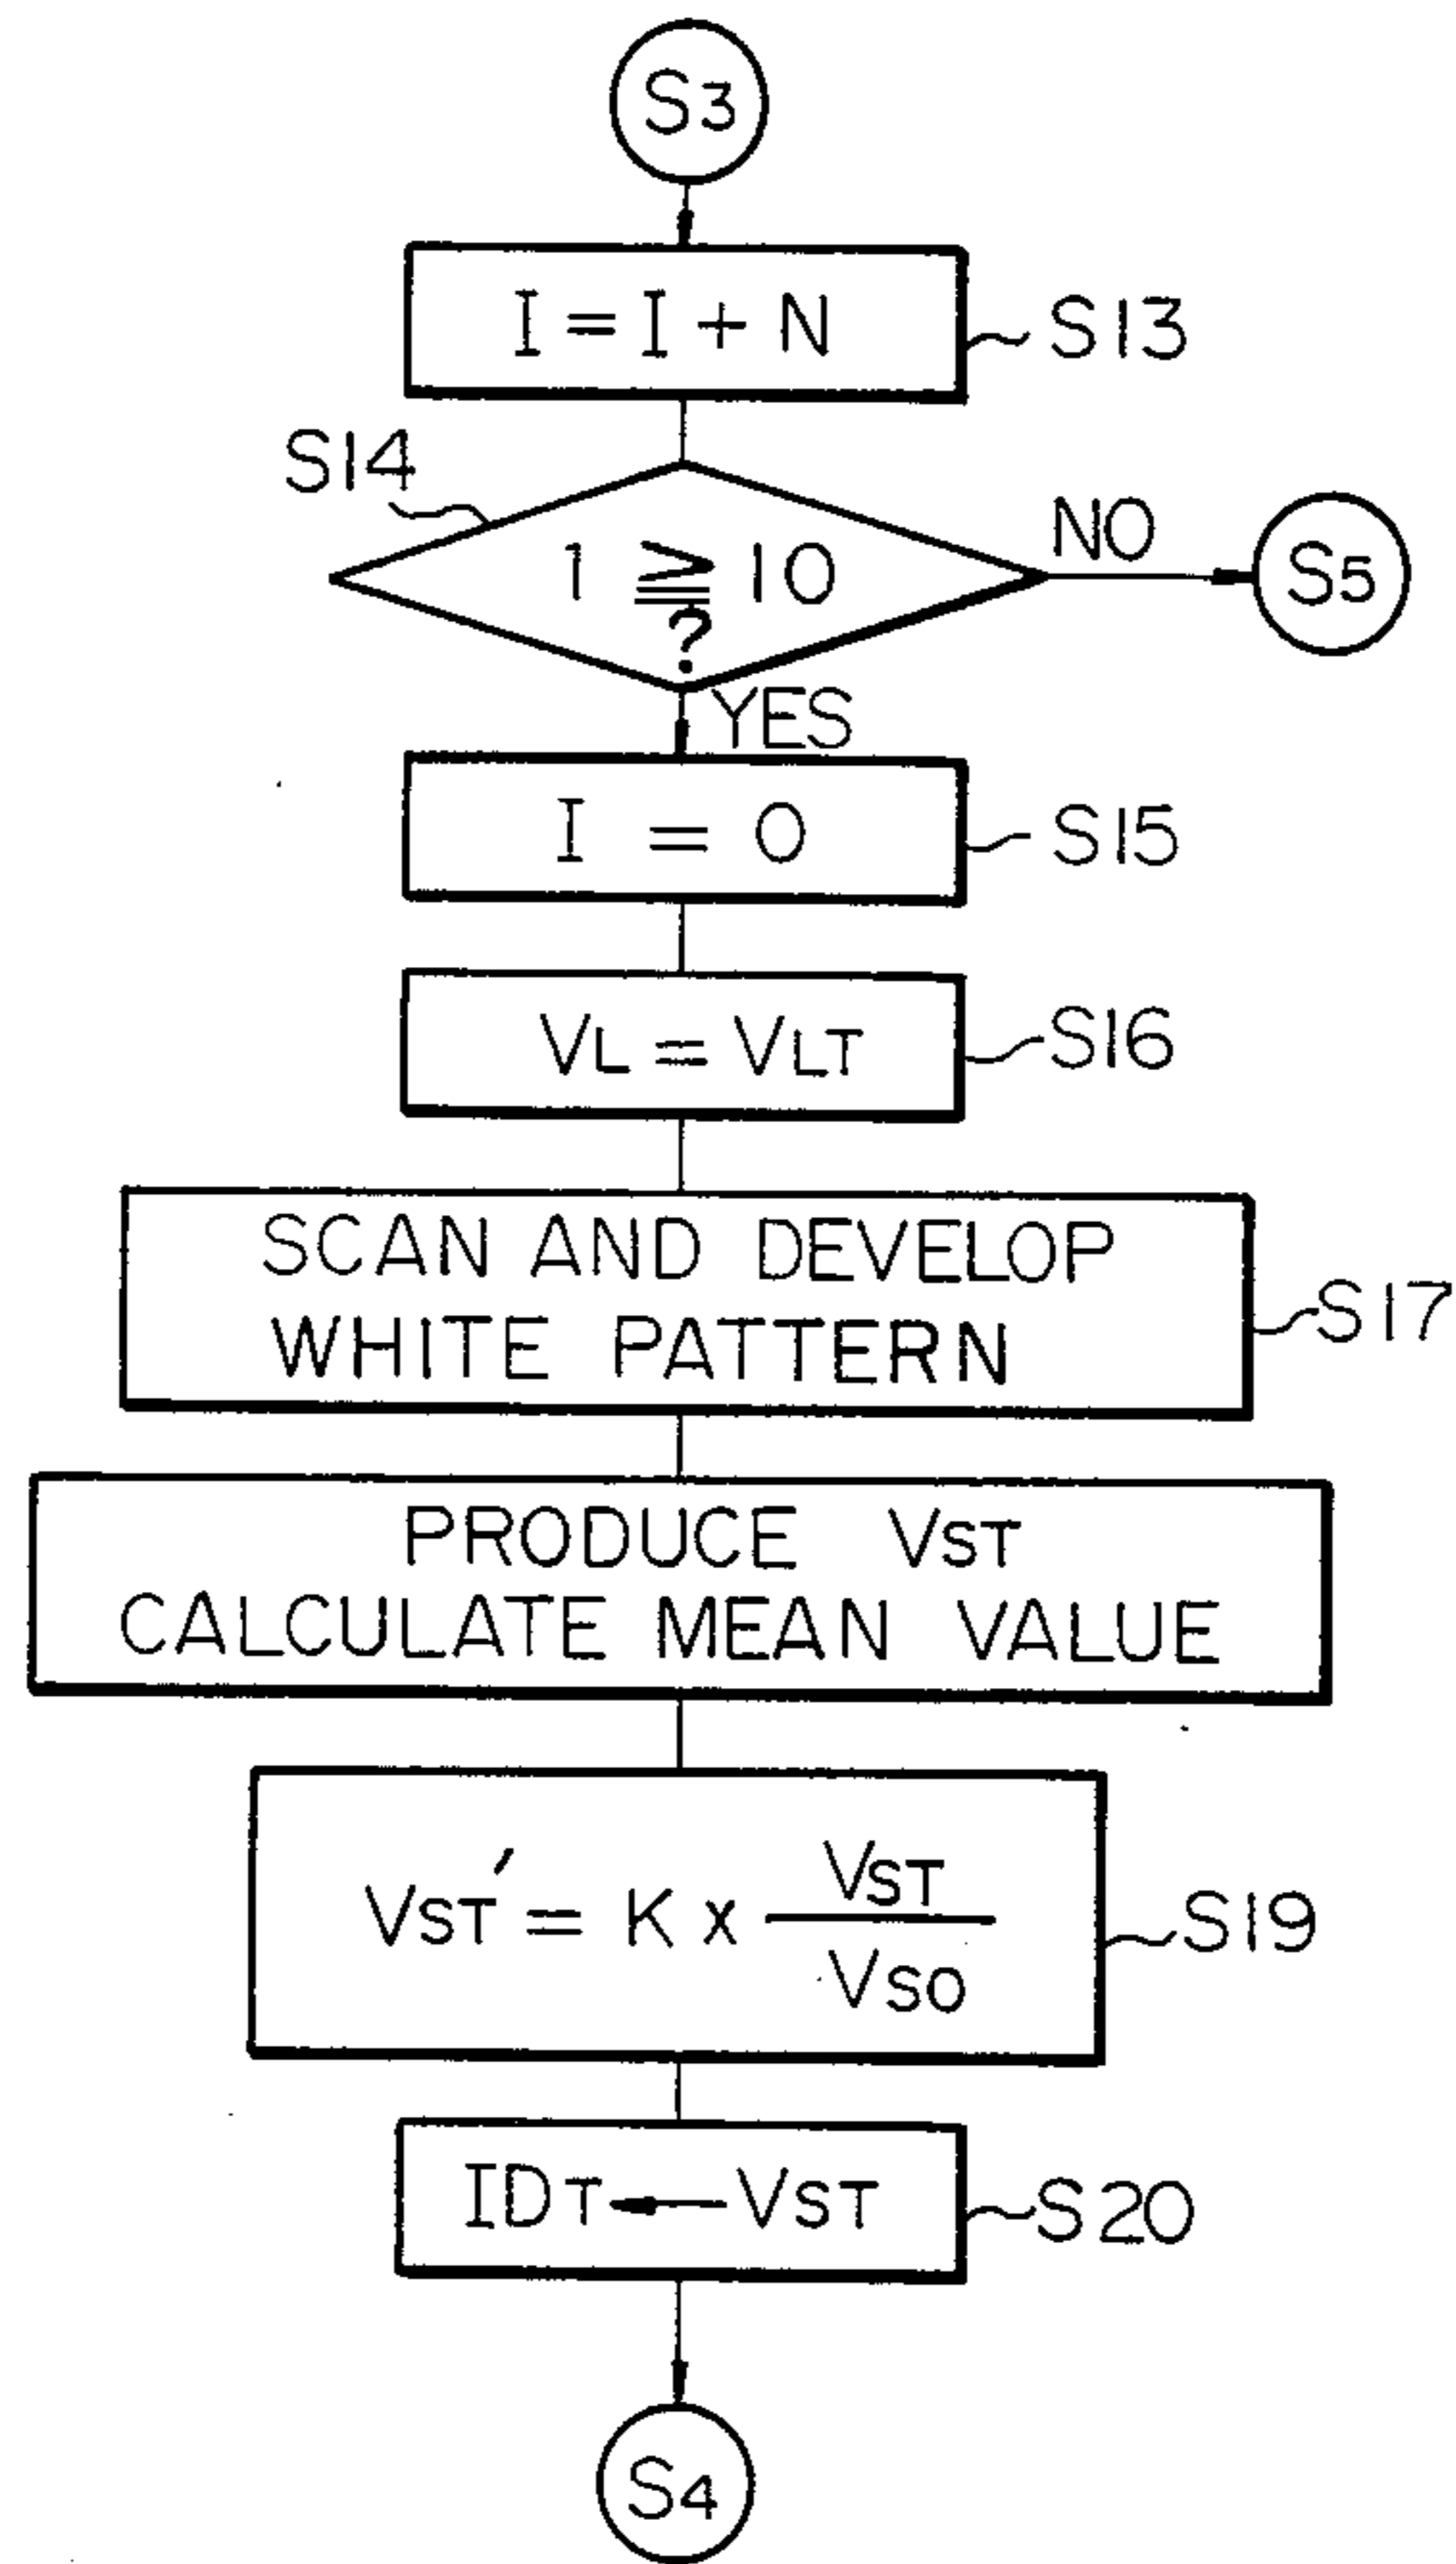 S3
I = I + N
S13
S14
1 ≧ 10
?
NO
S5
YES
I = 0
S15
VL = VLT
S16
SCAN AND DEVELOP
WHITE PATTERN
S17
PRODUCE VST
CALCULATE MEAN VALUE
VST' = K x VST / VSO
S19
IDT ← VST
S20
S4